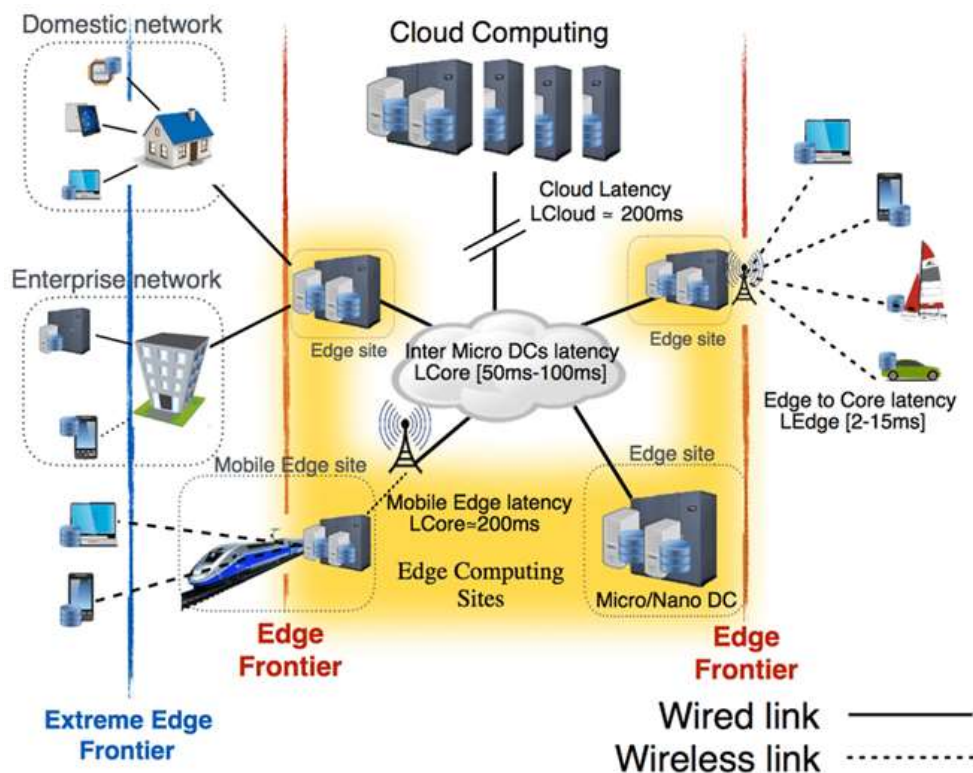 Domestic network
Cloud Computing
Cloud Latency
LCloud ≃ 200ms
Enterprise network
Edge site
Inter Micro DCs latency
LCore [50ms-100ms]
Edge site
Edge to Core latency
LEdge [2-15ms]
Mobile Edge site
Edge site
Mobile Edge latency
LCore≃200ms
Edge Computing
Sites
Micro/Nano DC
Edge
Frontier
Edge
Frontier
Extreme Edge
Frontier
Wired link
Wireless link